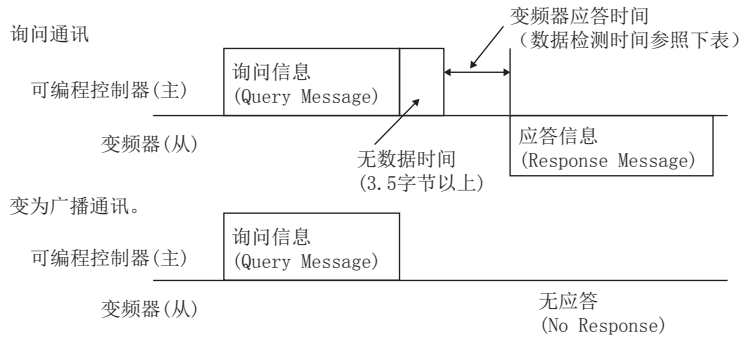 变频器应答时间
(数据检测时间参照下表)
询问通讯
询问信息
(Query Message)
可编程控制器(主)
变频器(从)
无数据时间
(3.5字节以上)
应答信息
(Response Message)
变为广播通讯。
询问信息
(Query Message)
可编程控制器(主)
变频器(从)
无应答
(No Response)